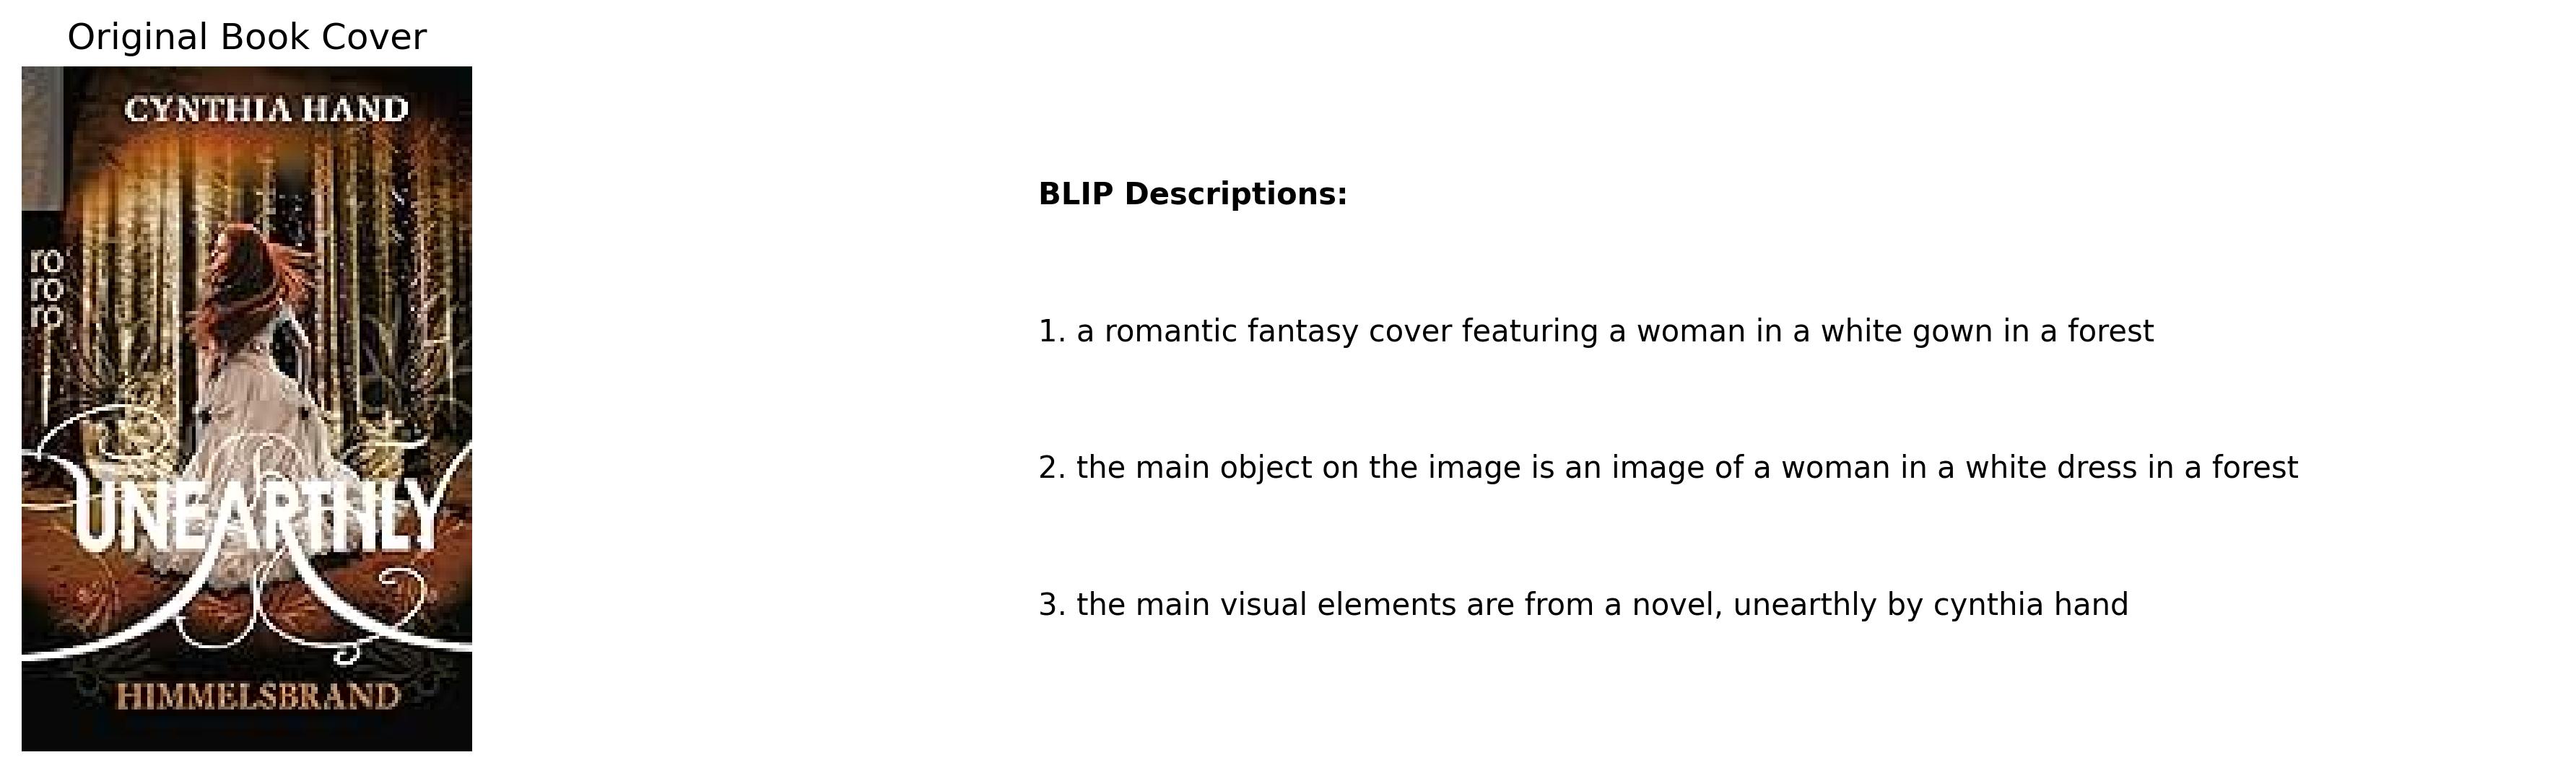 Original Book Cover
CYNTHIA HAND
ro
ro
ro
UNEARTHLY
HIMMELSBRAND
BLIP Descriptions:
1. a romantic fantasy cover featuring a woman in a white gown in a forest
2. the main object on the image is an image of a woman in a white dress in a forest
3. the main visual elements are from a novel, unearthly by cynthia hand